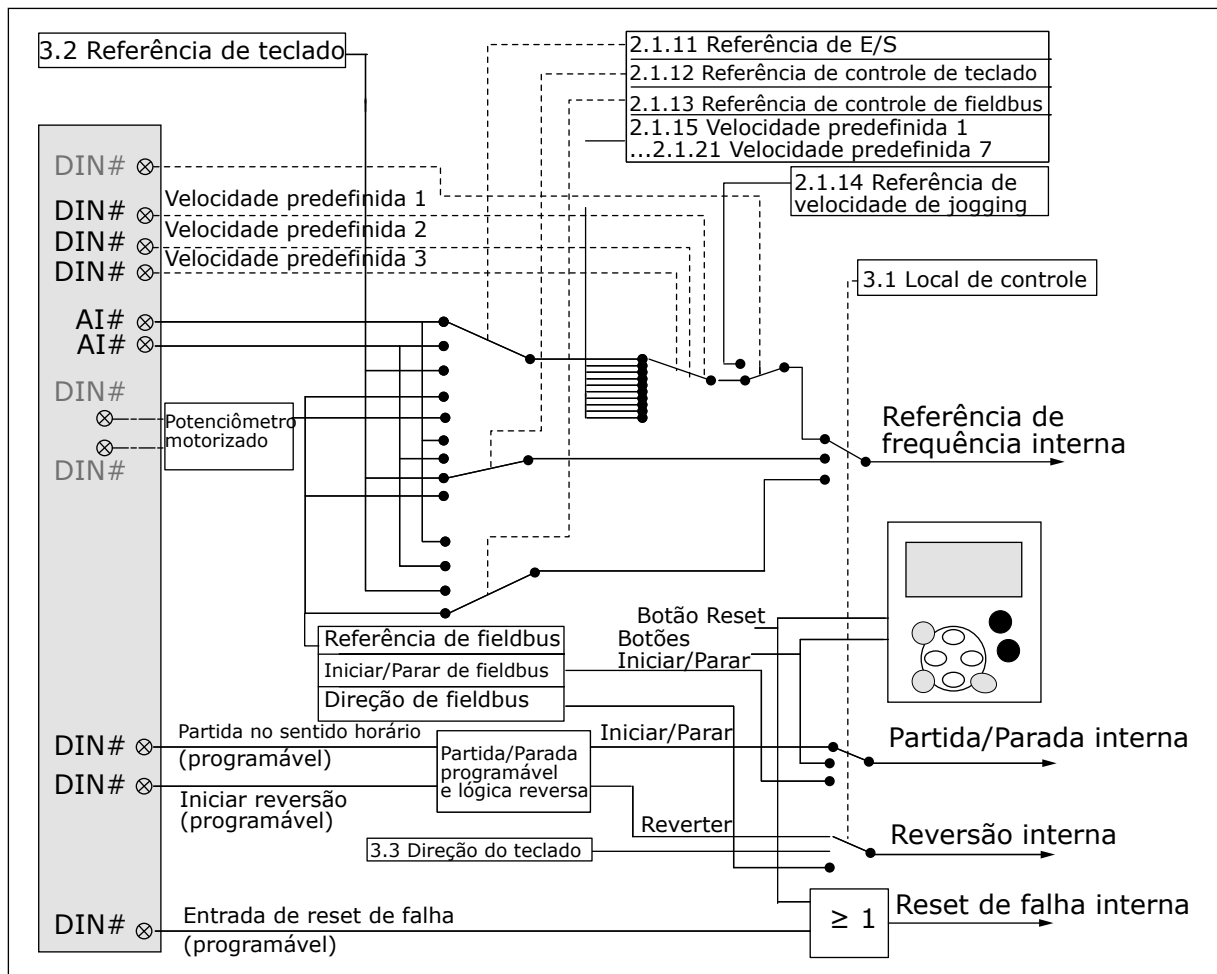 3.2 Referência de teclado
2.1.11 Referência de E/S
2.1.12 Referência de controle de teclado
2.1.13 Referência de controle de fieldbus
2.1.15 Velocidade predefinida 1
...2.1.21 Velocidade predefinida 7
2.1.14 Referência de
velocidade de jogging
3.1 Local de controle
DIN#
DIN#
Velocidade predefinida 1
DIN#
Velocidade predefinida 2
DIN#
Velocidade predefinida 3
AI#
AI#
DIN#
Potenciômetro
motorizado
DIN#
Referência de
frequência interna
Botão Reset
Botões
Iniciar/Parar
Referência de fieldbus
Iniciar/Parar de fieldbus
Direção de fieldbus
DIN#
Partida no sentido horário
(programável)
DIN#
Iniciar reversão
(programável)
Partida/Parada
programável
e lógica reversa
Iniciar/Parar
Partida/Parada interna
Reverter
3.3 Direção do teclado
Reversão interna
DIN#
Entrada de reset de falha
(programável)
≥ 1
Reset de falha interna